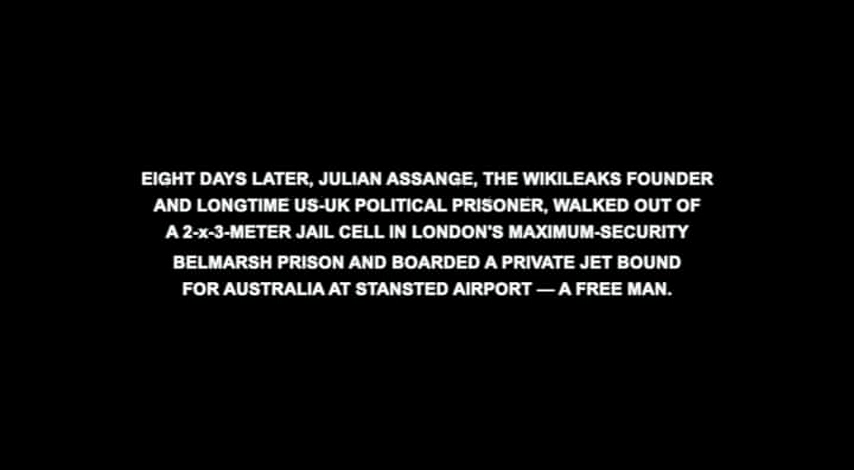 EIGHT DAYS LATER, JULIAN ASSANGE, THE WIKILEAKS FOUNDER
AND LONGTIME US-UK POLITICAL PRISONER, WALKED OUT OF
A 2-x-3-METER JAIL CELL IN LONDON'S MAXIMUM-SECURITY
BELMARSH PRISON AND BOARDED A PRIVATE JET BOUND
FOR AUSTRALIA AT STANSTED AIRPORT — A FREE MAN.